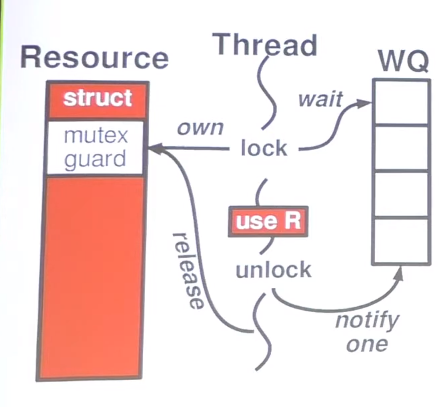 Resource
Thread
WQ
struct
mutex
guard
own
lock
wait
use R
release
unlock
notify
one